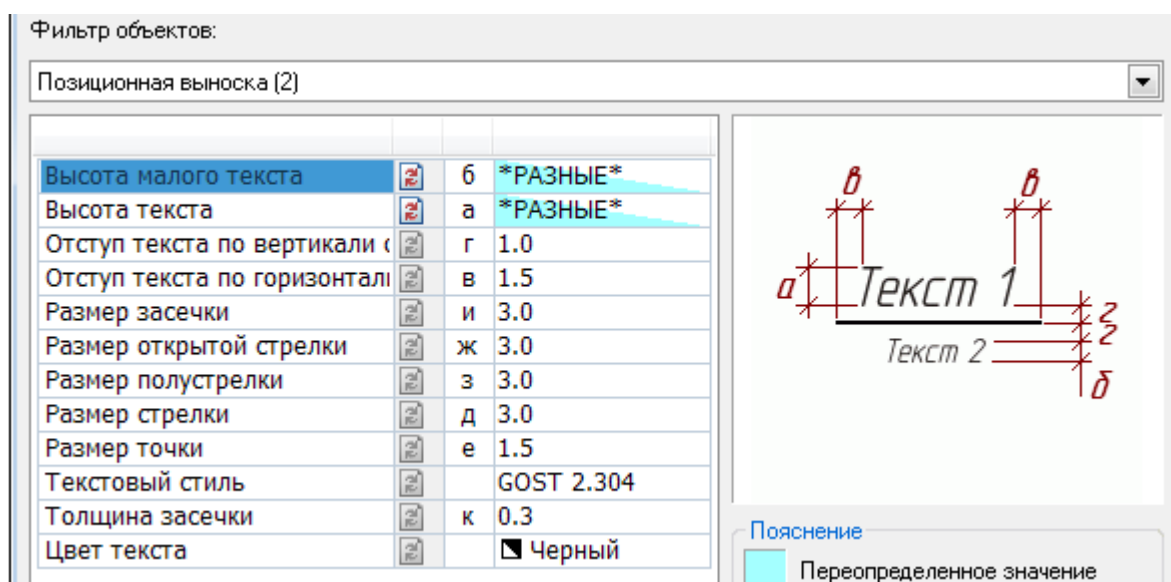 Фильтр объектов:
Позиционная выноска (2)
Высота малого текста б *РАЗНЫЕ*
Высота текста а *РАЗНЫЕ*
Отступ текста по вертикали г 1.0
Отступ текста по горизонтал в 1.5
Размер засечки и 3.0
Размер открытой стрелки ж 3.0
Размер полустрелки з 3.0
Размер стрелки д 3.0
Размер точки е 1.5
Текстовый стиль GOST 2.304
Толщина засечки к 0.3
Цвет текста Черный
в в
а Текст 1 г
г
Текст 2
б
Пояснение
Переопределенное значение